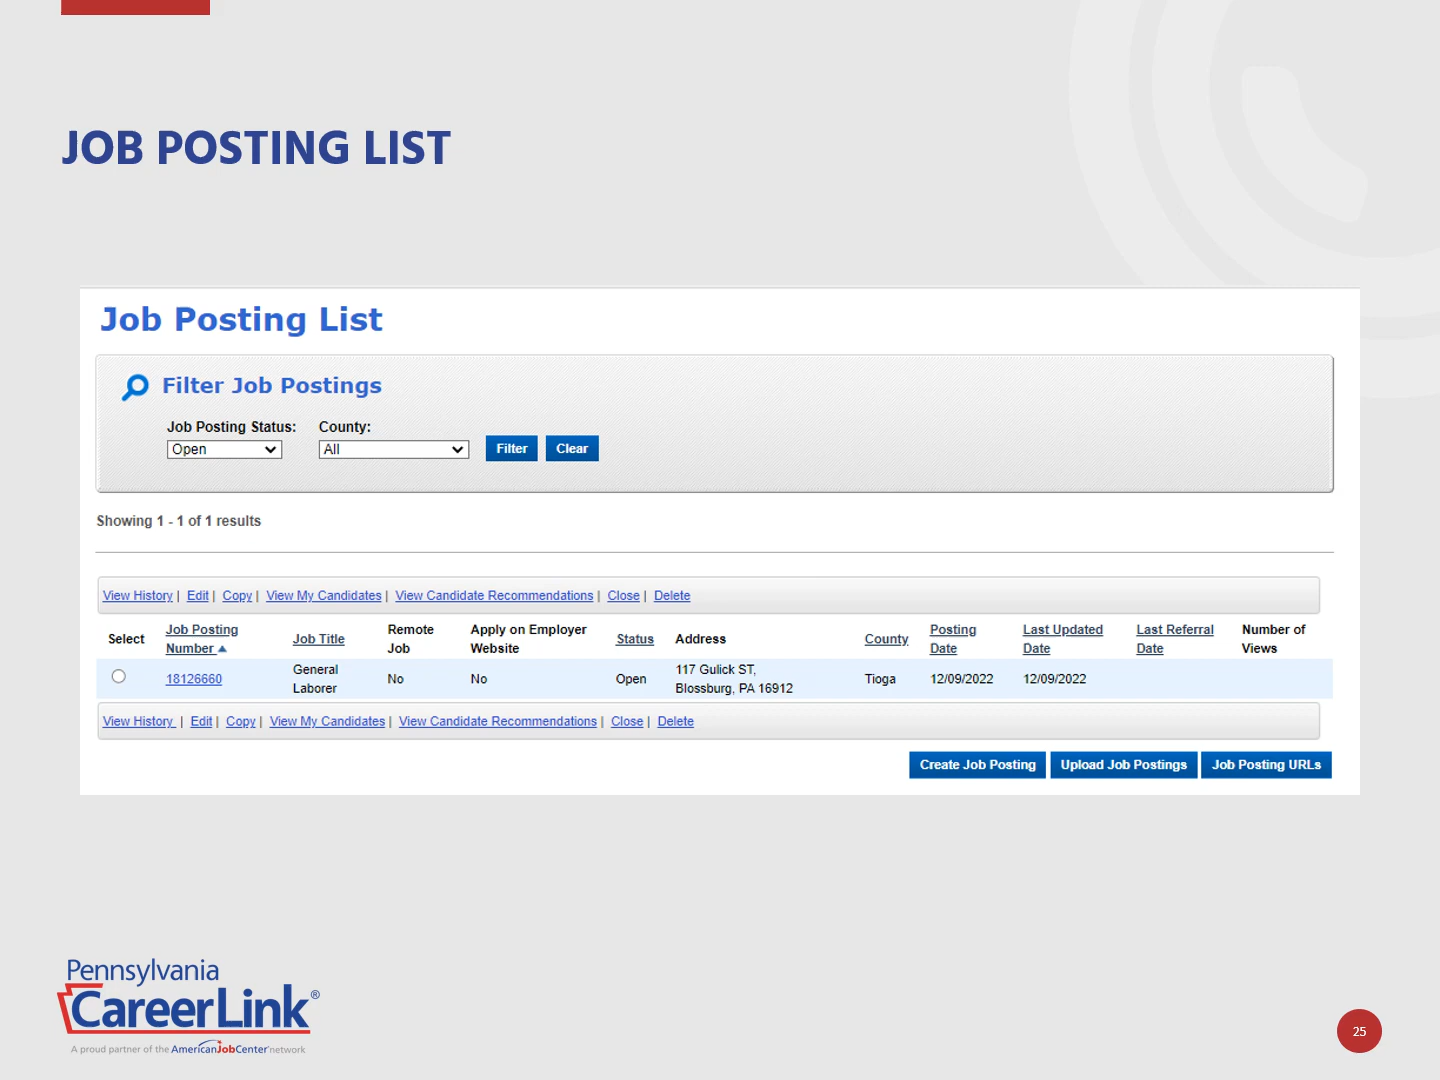 JOB POSTING LIST
Job Posting List
Filter Job Postings
Job Posting Status: County:
Open All Filter Clear
Showing 1 - 1 of 1 results
View History | Edit | Copy | View My Candidates | View Candidate Recommendations | Close | Delete
Select Job Posting Number Job Title Remote Job Apply on Employer Website Status Address County Posting Date Last Updated Date Last Referral Date Number of Views
18126660 General Laborer No No Open 117 Gulick ST, Blossburg, PA 16912 Tioga 12/09/2022 12/09/2022
View History | Edit | Copy | View My Candidates | View Candidate Recommendations | Close | Delete
Create Job Posting Upload Job Postings Job Posting URLs
Pennsylvania
CareerLink®
A proud partner of the AmericanJobCenter network
25